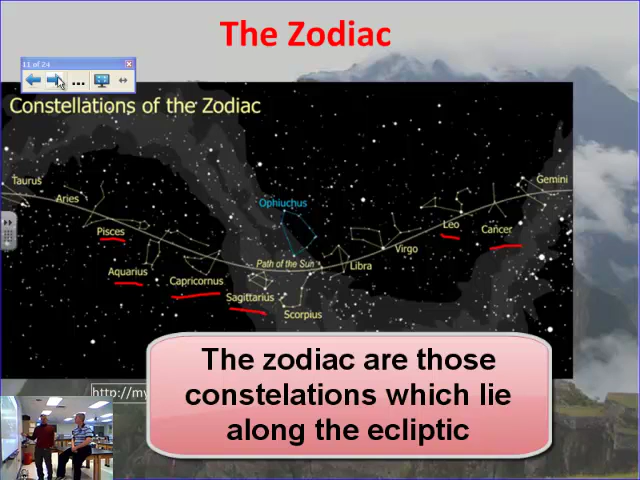 The Zodiac
11 of 24
Constellations of the Zodiac
Taurus
Aries
Pisces
Aquarius
Capricornus
Sagittarius
Ophiuchus
Path of the Sun
Scorpius
Libra
Virgo
Leo
Cancer
Gemini
The zodiac are those
constelations which lie
along the ecliptic
http://my